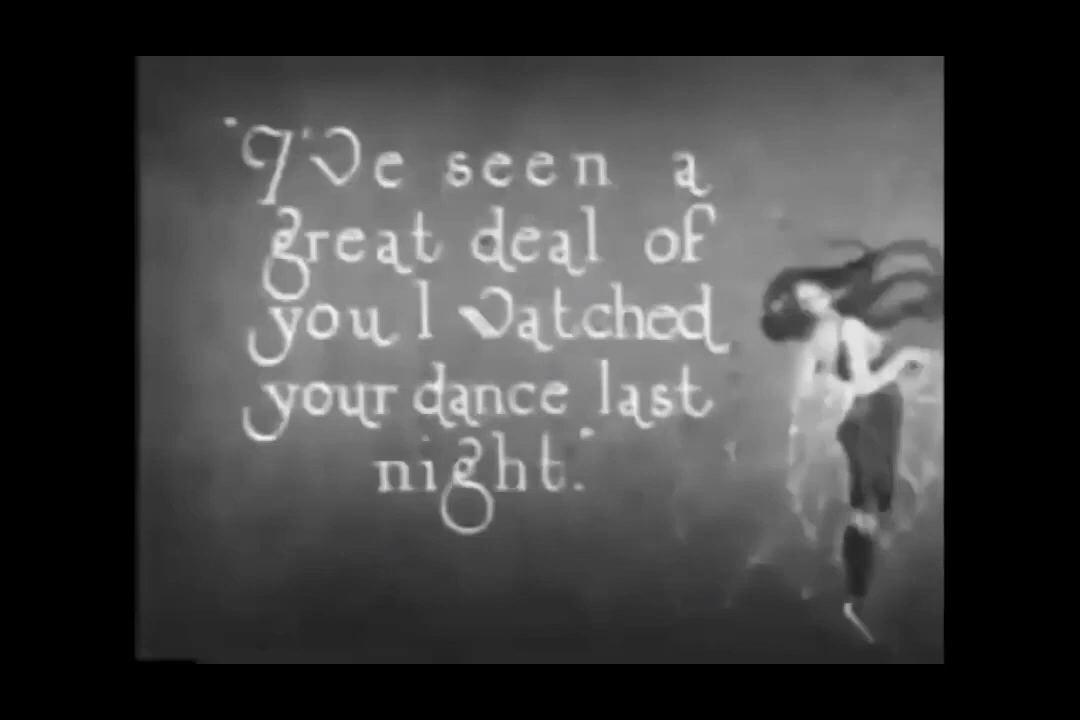 "I've seen a
great deal of
you I watched
your dance last
night."